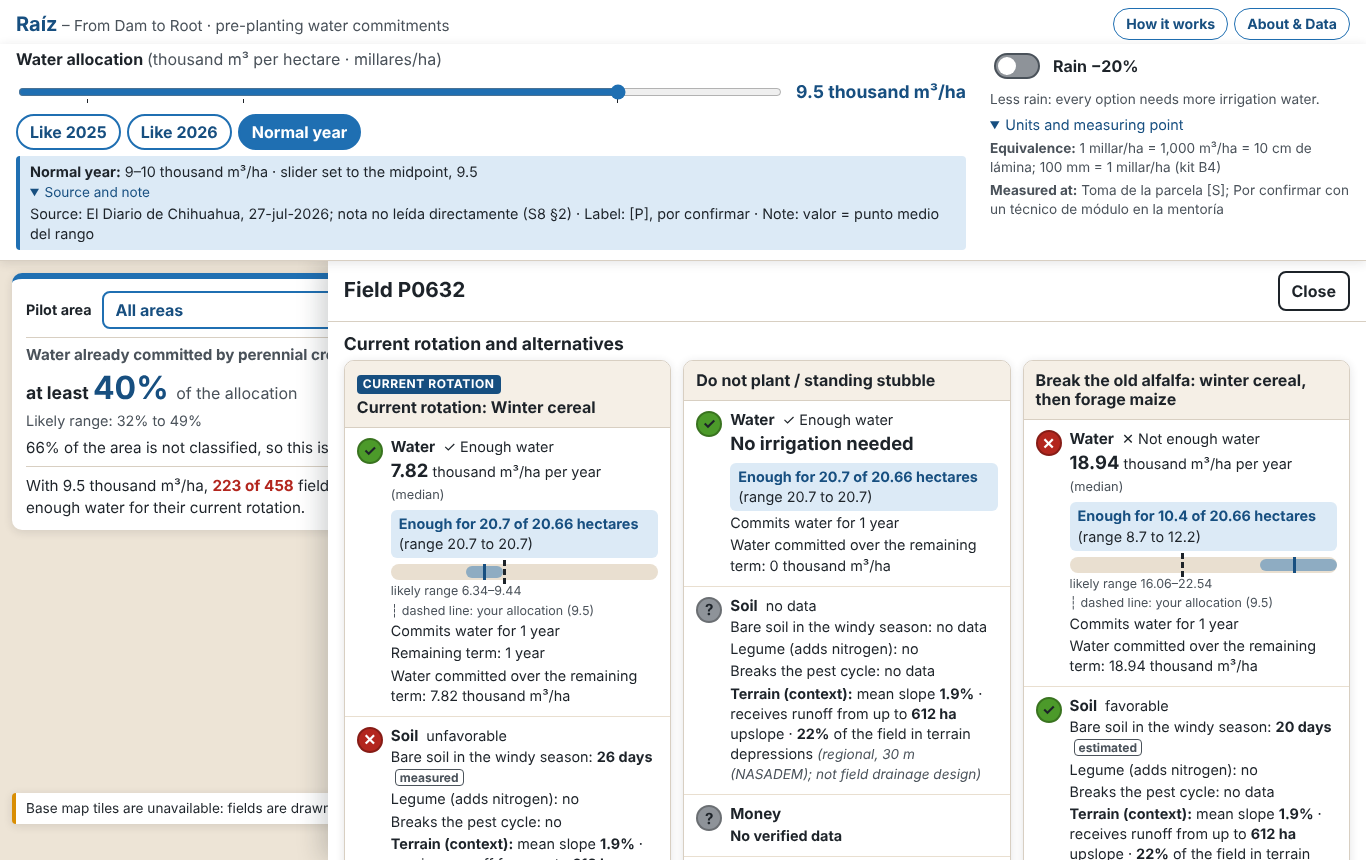 Raíz – From Dam to Root · pre-planting water commitments
How it works
About & Data
Water allocation (thousand m³ per hectare · millares/ha)
9.5 thousand m³/ha
Like 2025
Like 2026
Normal year
Normal year: 9–10 thousand m³/ha · slider set to the midpoint, 9.5
▼ Source and note
Source: El Diario de Chihuahua, 27-jul-2026; nota no leída directamente (S8 §2) · Label: [P], por confirmar · Note: valor = punto medio
del rango
Rain −20%
Less rain: every option needs more irrigation water.
▼ Units and measuring point
Equivalence: 1 millar/ha = 1,000 m³/ha = 10 cm de
lámina; 100 mm = 1 millar/ha (kit B4)
Measured at: Toma de la parcela [S]; Por confirmar con
un técnico de módulo en la mentoría
Pilot area
All areas
Water already committed by perennial cr
at least 40% of the allocation
Likely range: 32% to 49%
66% of the area is not classified, so this is
With 9.5 thousand m³/ha, 223 of 458 field
enough water for their current rotation.
Base map tiles are unavailable: fields are drawn
Field P0632
Close
Current rotation and alternatives
CURRENT ROTATION
Current rotation: Winter cereal
Water ✓ Enough water
7.82 thousand m³/ha per year
(median)
Enough for 20.7 of 20.66 hectares
(range 20.7 to 20.7)
likely range 6.34–9.44
┆ dashed line: your allocation (9.5)
Commits water for 1 year
Remaining term: 1 year
Water committed over the remaining
term: 7.82 thousand m³/ha
Soil unfavorable
Bare soil in the windy season: 26 days
measured
Legume (adds nitrogen): no
Breaks the pest cycle: no
Terrain (context): mean slope 1.9% ·
Do not plant / standing stubble
Water ✓ Enough water
No irrigation needed
Enough for 20.7 of 20.66 hectares
(range 20.7 to 20.7)
Commits water for 1 year
Water committed over the remaining
term: 0 thousand m³/ha
? Soil no data
Bare soil in the windy season: no data
Legume (adds nitrogen): no
Breaks the pest cycle: no data
Terrain (context): mean slope 1.9% ·
receives runoff from up to 612 ha
upslope · 22% of the field in terrain
depressions (regional, 30 m
(NASADEM); not field drainage design)
? Money
No verified data
Break the old alfalfa: winter cereal,
then forage maize
Water ✕ Not enough water
18.94 thousand m³/ha per year
(median)
Enough for 10.4 of 20.66 hectares
(range 8.7 to 12.2)
likely range 16.06–22.54
┆ dashed line: your allocation (9.5)
Commits water for 1 year
Water committed over the remaining
term: 18.94 thousand m³/ha
Soil favorable
Bare soil in the windy season: 20 days
estimated
Legume (adds nitrogen): no
Breaks the pest cycle: no data
Terrain (context): mean slope 1.9% ·
receives runoff from up to 612 ha
upslope · 22% of the field in terrain